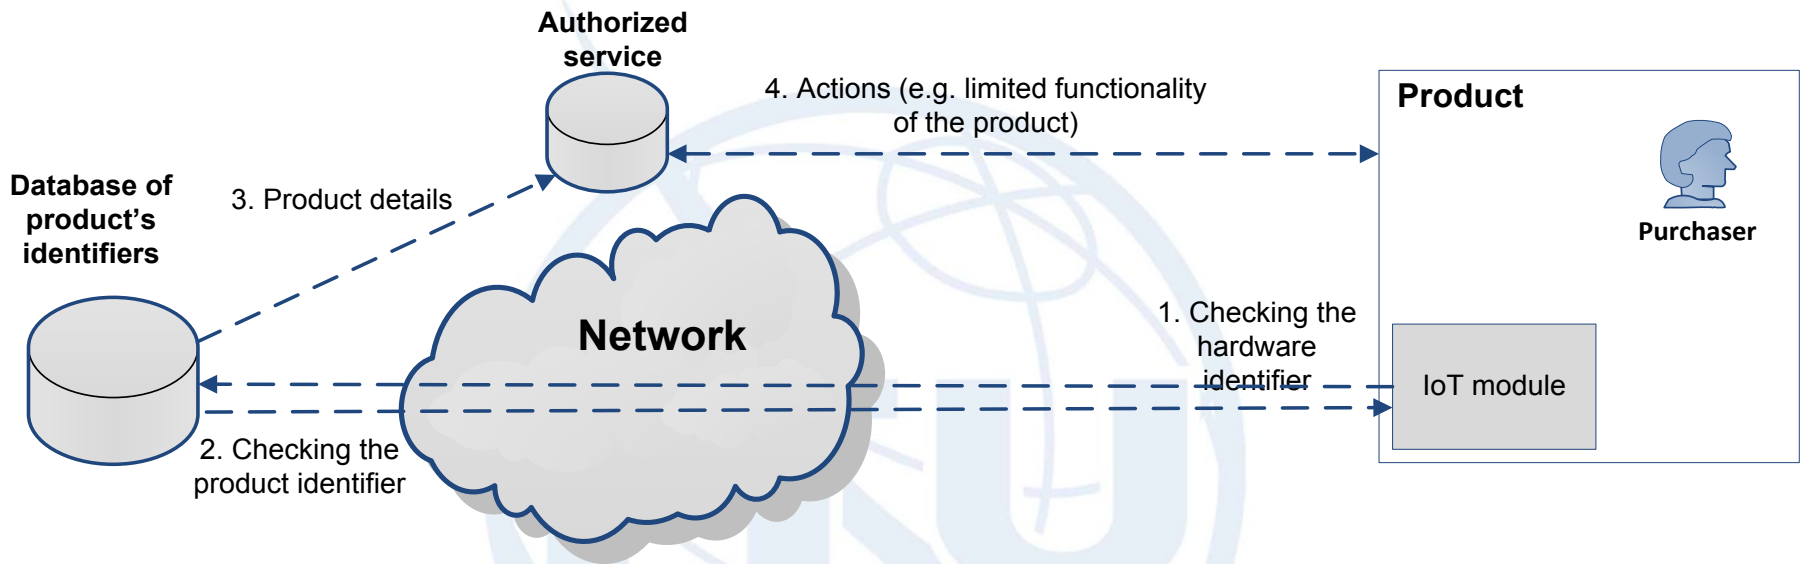 Authorized
service
4. Actions (e.g. limited functionality
of the product)
Product
Database of
product's
identifiers
3. Product details
Purchaser
Network
1. Checking the
hardware
identifier
IoT module
2. Checking the
product identifier
ITU